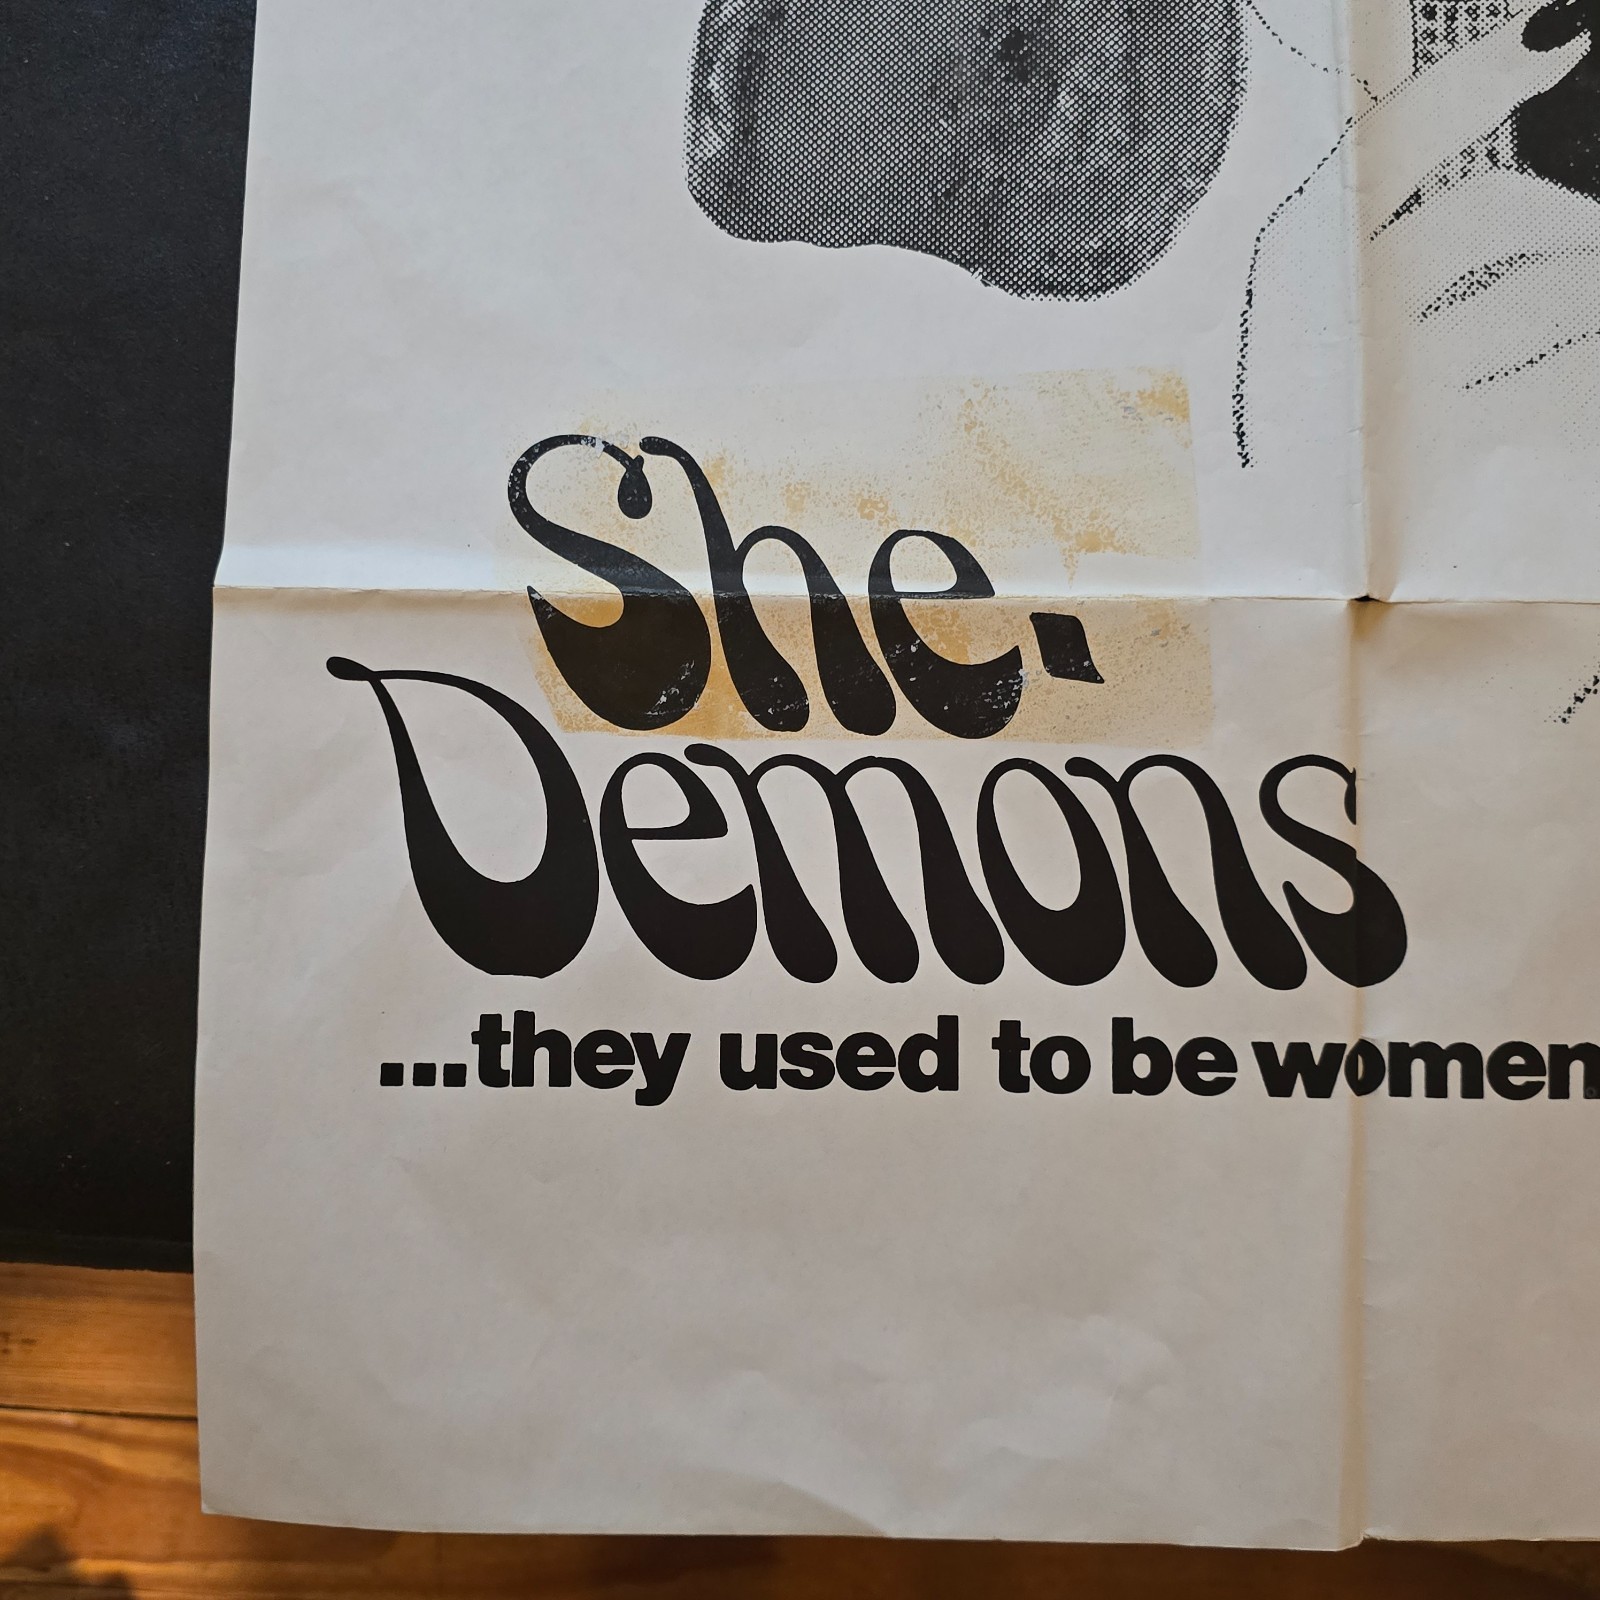 She.
Demons
...they used to be women